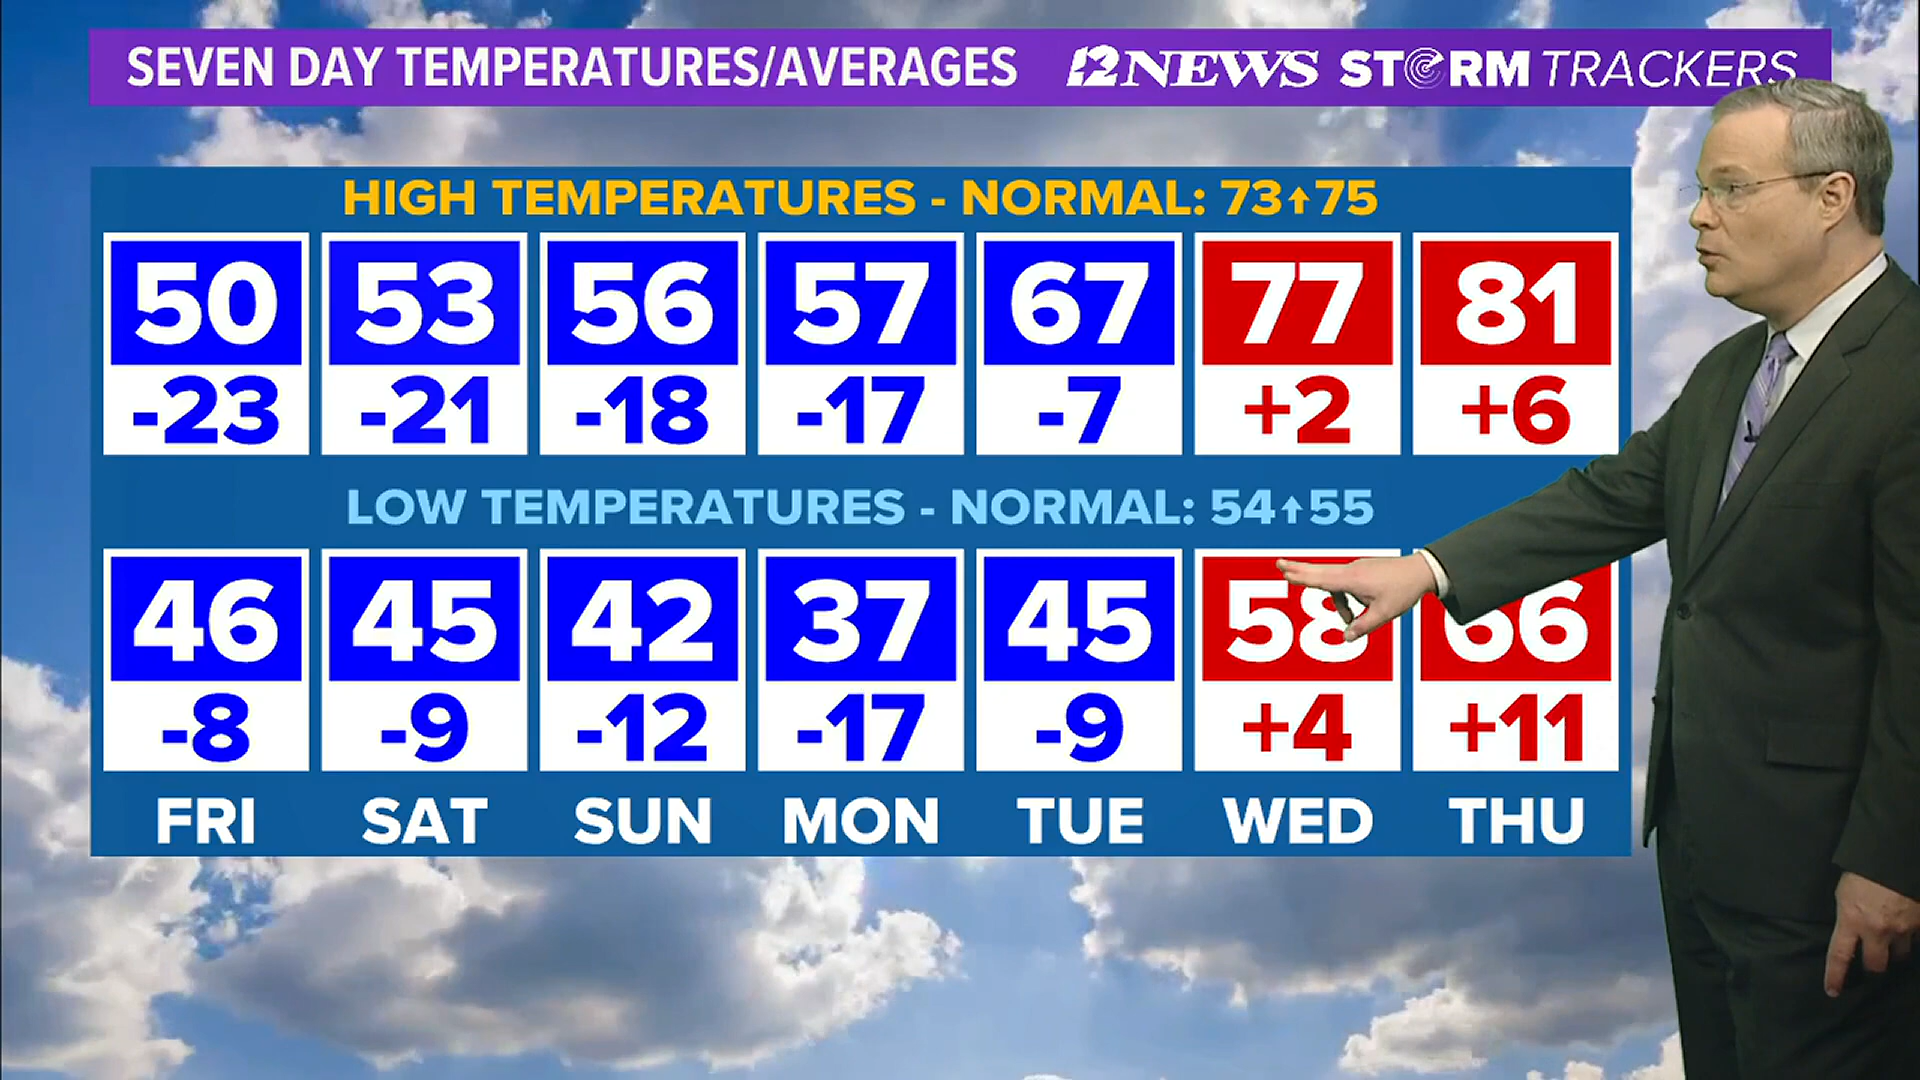 SEVEN DAY TEMPERATURES/AVERAGES 12NEWS STORM TRACKERS
HIGH TEMPERATURES - NORMAL: 73↑75
50 53 56 57 67 77 81
-23 -21 -18 -17 -7 +2 +6
LOW TEMPERATURES - NORMAL: 54↑55
46 45 42 37 45 58 66
-8 -9 -12 -17 -9 +4 +11
FRI SAT SUN MON TUE WED THU